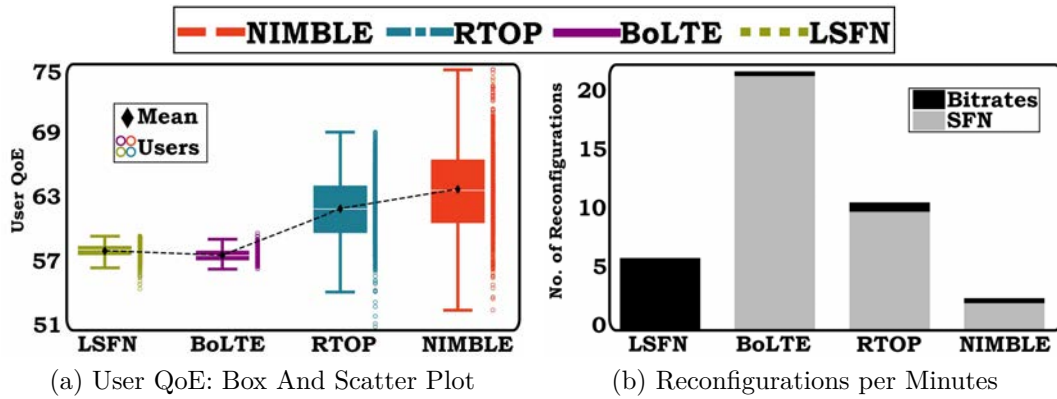 NIMBLE RTOP BoLTE LSFN
User QoE
75
69
63
57
51
Mean
Users
LSFN BoLTE RTOP NIMBLE
(a) User QoE: Box And Scatter Plot
No. of Reconfigurations
20
15
10
5
0
Bitrates
SFN
LSFN BoLTE RTOP NIMBLE
(b) Reconfigurations per Minutes